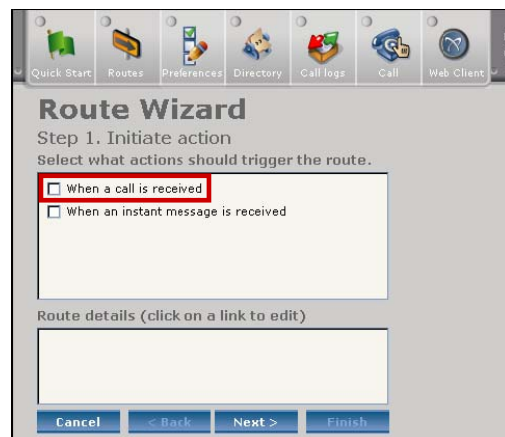 Quick Start Routes Preferences Directory Call logs Call Web Client
Route Wizard
Step 1. Initiate action
Select what actions should trigger the route.
When a call is received
When an instant message is received
Route details (click on a link to edit)
Cancel < Back Next > Finish